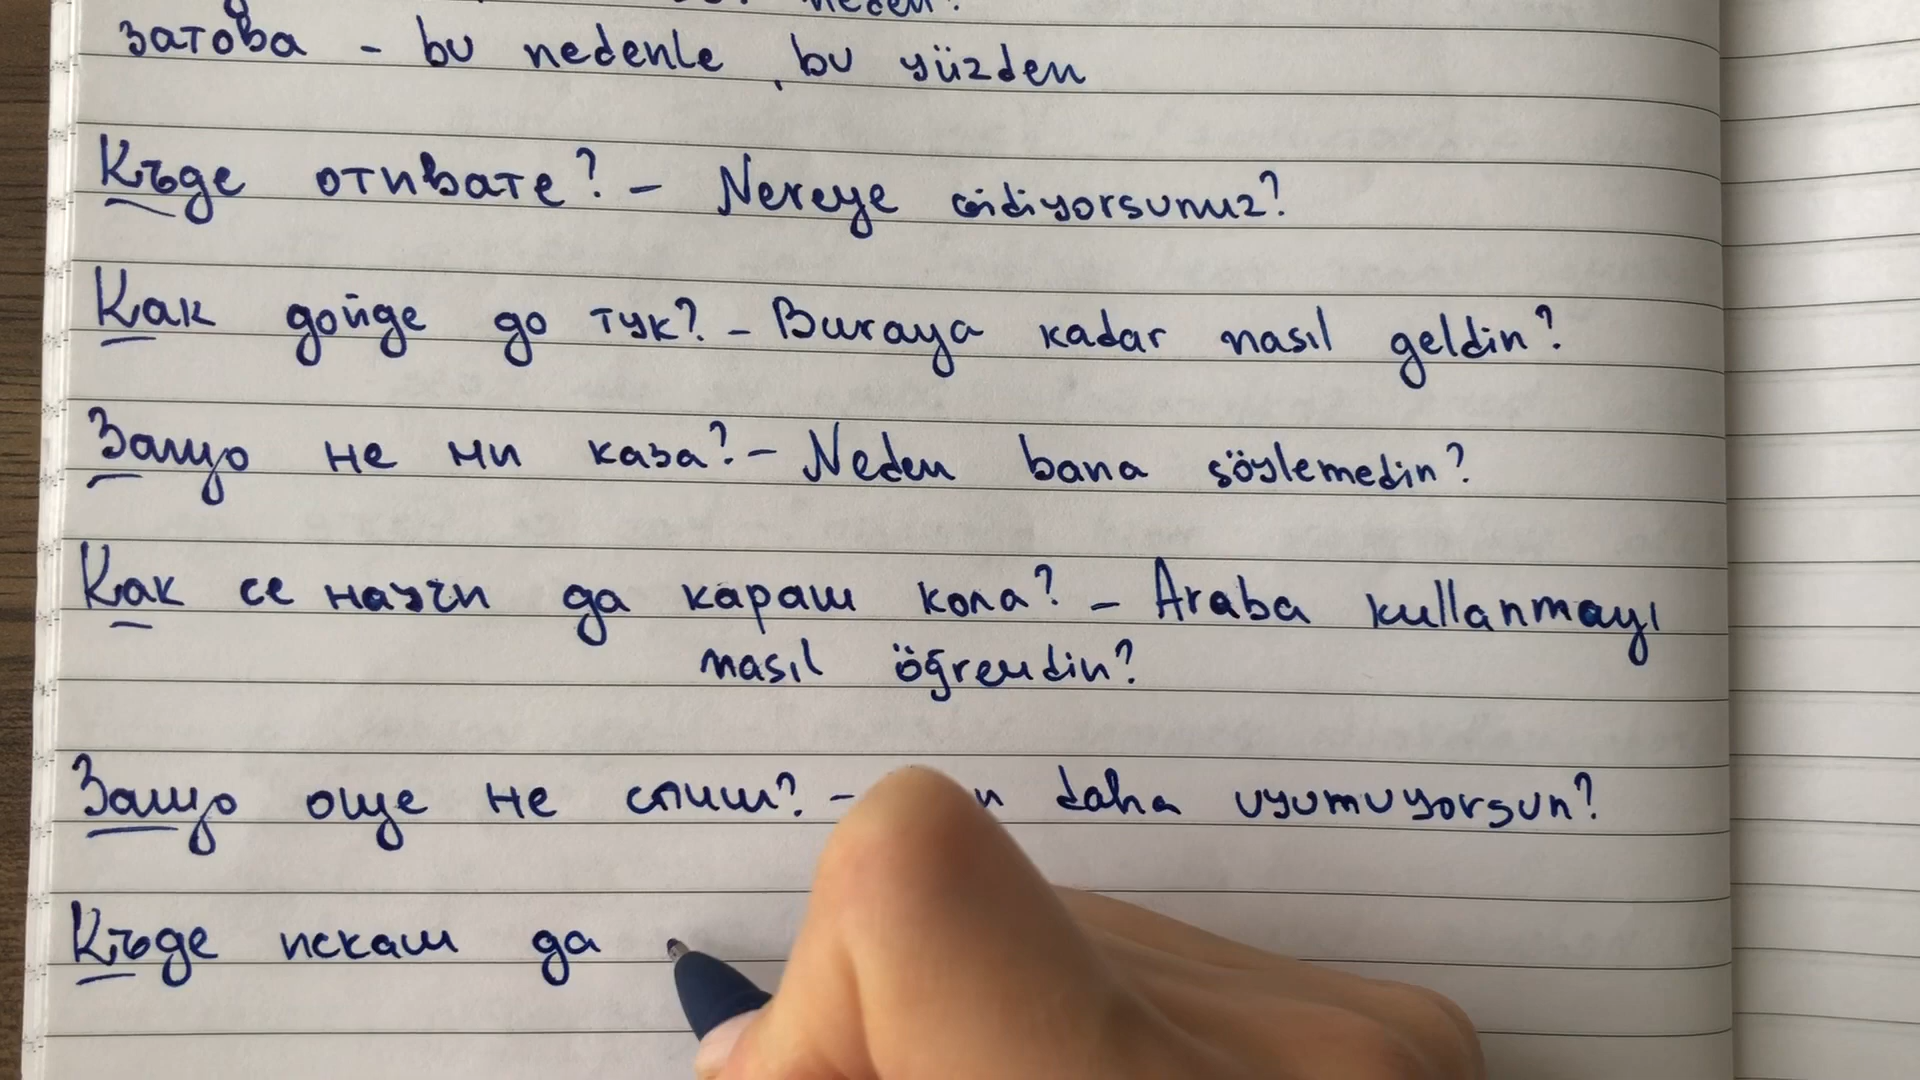 neden?
затова - bu nedenle, bu yüzden
Къде отивате? - Nereye gidiyorsunuz?
Как дойде до тук? - Buraya kadar nasıl geldin?
Защо не ми каза? - Neden bana söylemedin?
Как се научи да караш кола? - Araba kullanmayı
nasıl öğrendin?
Защо още не спиш? - daha uyumuyorsun?
Къде искаш да